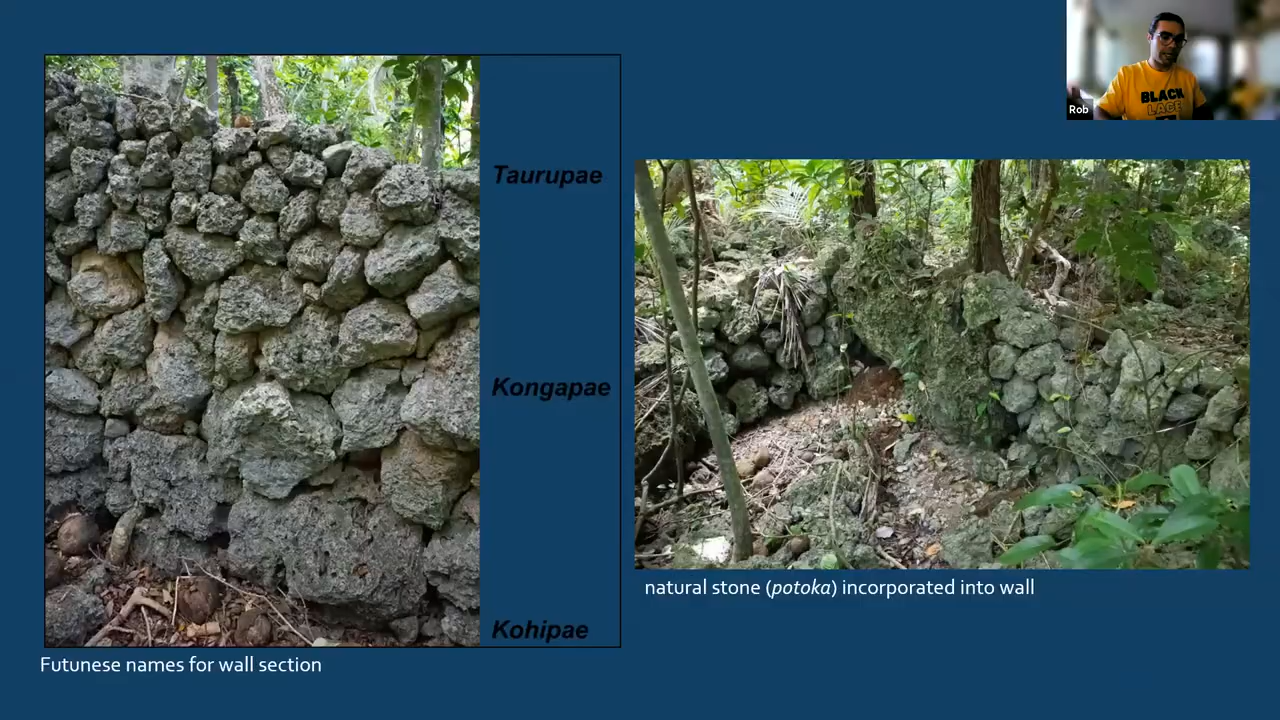 Rob
BLACK
LACE
Taurupae
Kongapae
Kohipae
Futunese names for wall section
natural stone (potoka) incorporated into wall